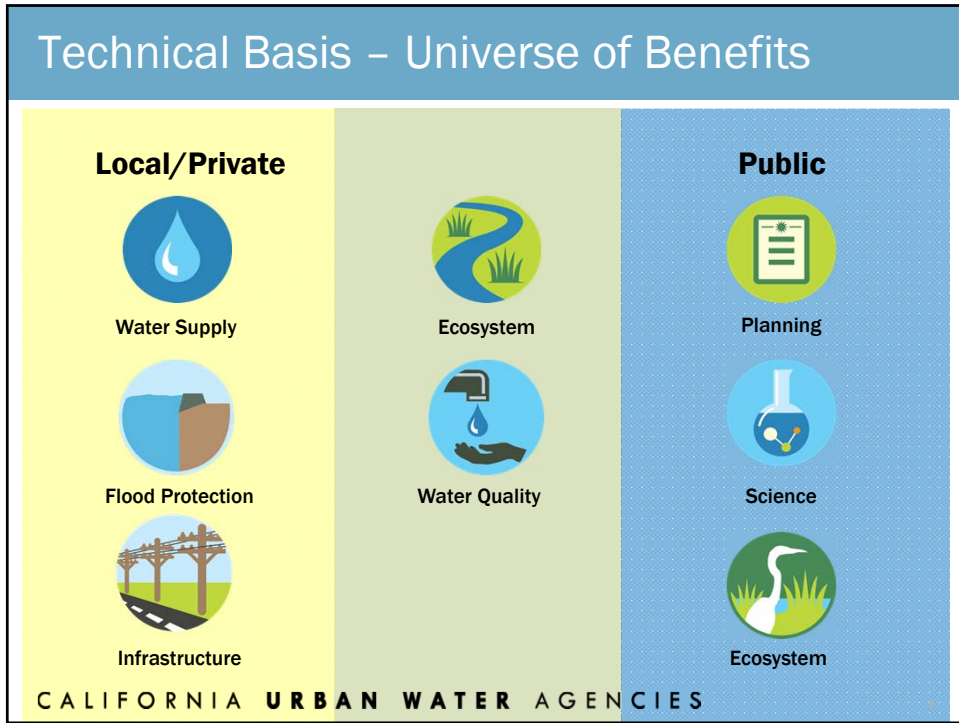 Technical Basis – Universe of Benefits
Local/Private
Water Supply
Flood Protection
Infrastructure
Ecosystem
Water Quality
Public
Planning
Science
Ecosystem
CALIFORNIA URBAN WATER AGENCIES